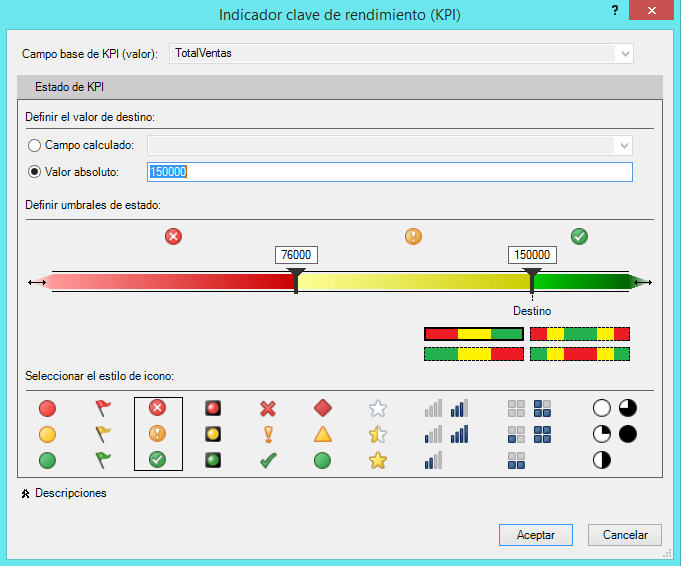 Indicador clave de rendimiento (KPI)
?
Campo base de KPI (valor): TotalVentas
Estado de KPI
Definir el valor de destino:
Campo calculado:
Valor absoluto: 150000
Definir umbrales de estado:
76000 150000
Destino
Seleccionar el estilo de icono:
Descripciones
Aceptar Cancelar